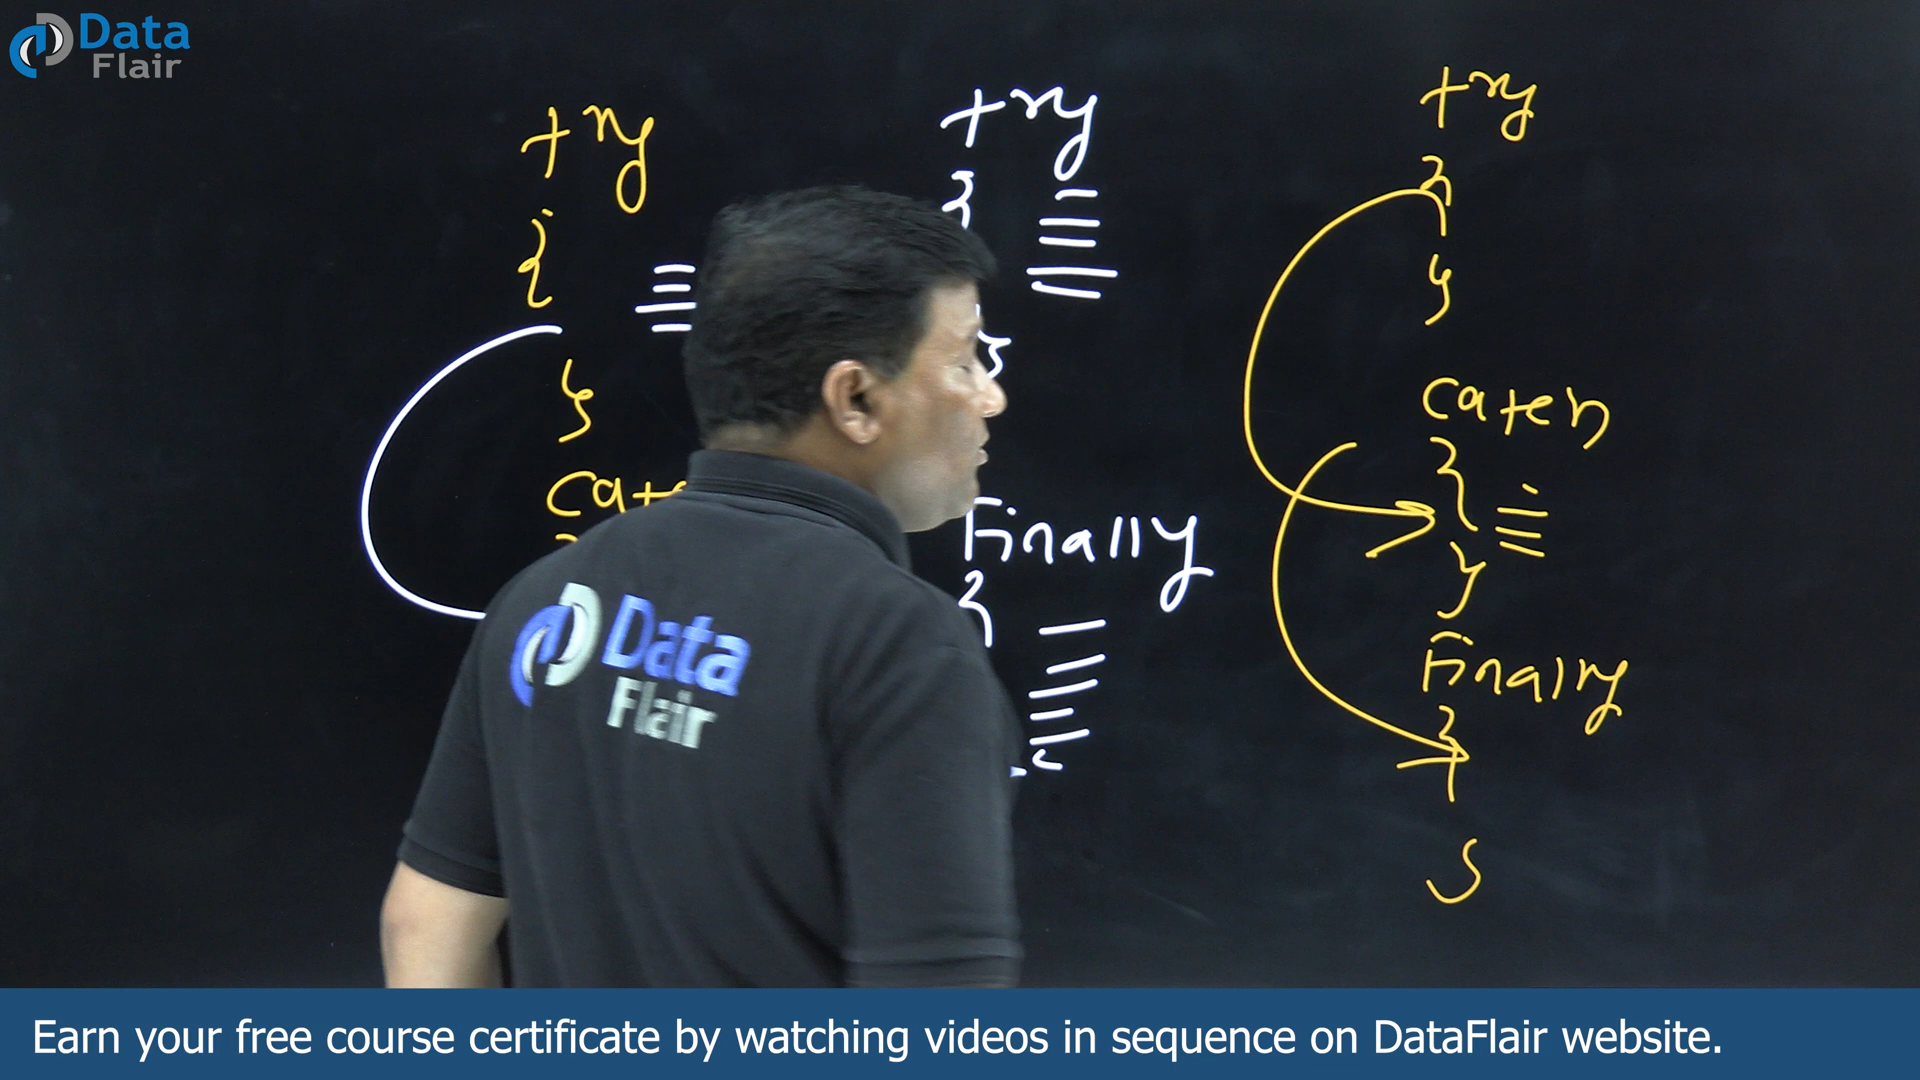 Data
Flair
try
{
}
try
{
}
Finally
{
try
{
}
catch
{
}
Finally
{
}
Data
Flair
Earn your free course certificate by watching videos in sequence on DataFlair website.